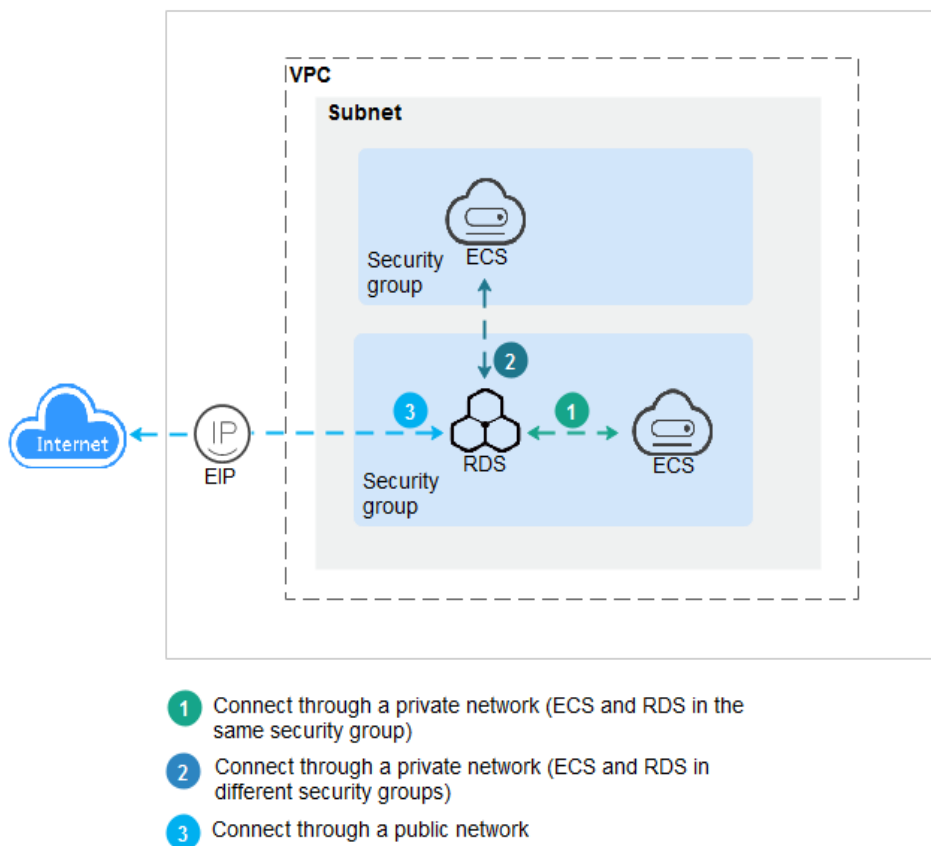 VPC
Subnet
ECS
Security
group
2
3
1
Internet
IP
EIP
RDS
ECS
Security
group
1 Connect through a private network (ECS and RDS in the
same security group)
2 Connect through a private network (ECS and RDS in
different security groups)
3 Connect through a public network